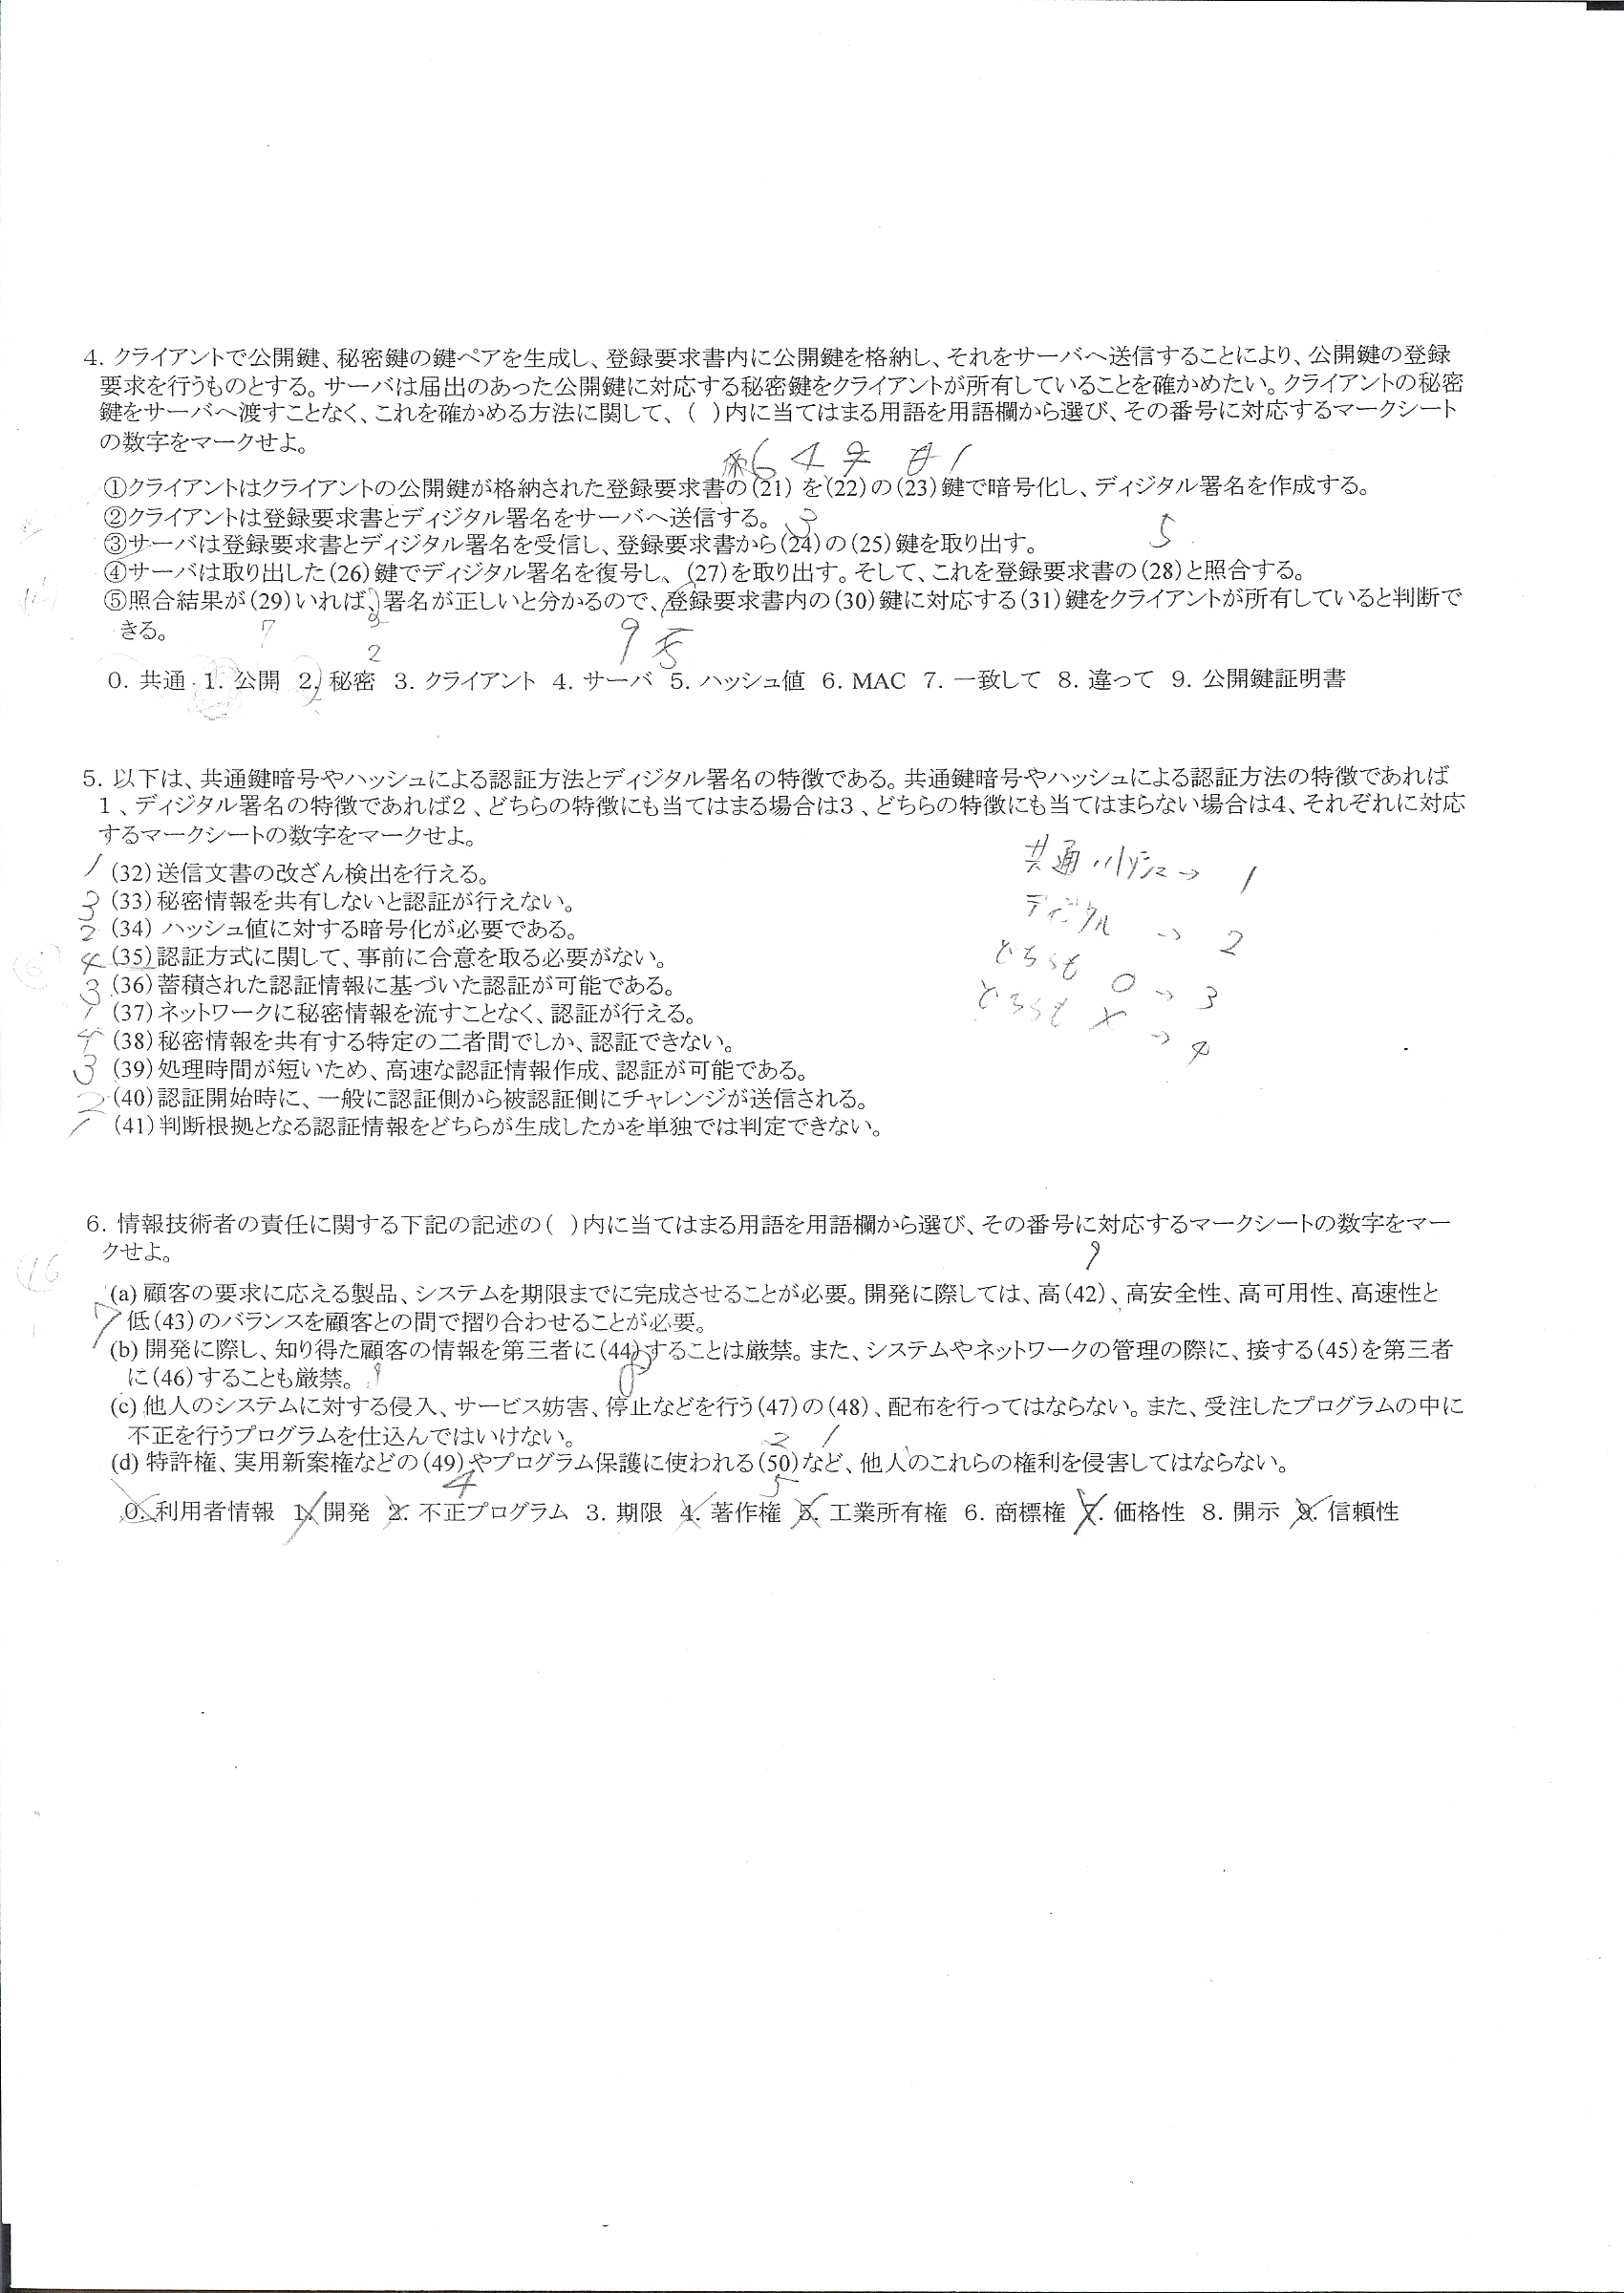 4. クライアントで公開鍵、秘密鍵の鍵ペアを生成し、登録要求書内に公開鍵を格納し、それをサーバへ送信することにより、公開鍵の登録
要求を行うものとする。サーバは届出のあった公開鍵に対応する秘密鍵をクライアントが所有していることを確かめたい。クライアントの秘密
鍵をサーバへ渡すことなく、これを確かめる方法に関して、( )内に当てはまる用語を用語欄から選び、その番号に対応するマークシート
の数字をマークせよ。
6 4
①クライアントはクライアントの公開鍵が格納された登録要求書の(21) を(22)の(23)鍵で暗号化し、ディジタル署名を作成する。
②クライアントは登録要求書とディジタル署名をサーバへ送信する。
3 5
③サーバは登録要求書とディジタル署名を受信し、登録要求書から(24)の(25)鍵を取り出す。
④サーバは取り出した(26)鍵でディジタル署名を復号し、(27)を取り出す。そして、これを登録要求書の(28)と照合する。
⑤照合結果が(29)いれば、署名が正しいと分かるので、登録要求書内の(30)鍵に対応する(31)鍵をクライアントが所有していると判断で
きる。
7 2 9
0. 共通 1. 公開 2. 秘密 3. クライアント 4. サーバ 5. ハッシュ値 6. MAC 7. 一致して 8. 違って 9. 公開鍵証明書
5. 以下は、共通鍵暗号やハッシュによる認証方法とディジタル署名の特徴である。共通鍵暗号やハッシュによる認証方法の特徴であれば
1、ディジタル署名の特徴であれば2、どちらの特徴にも当てはまる場合は3、どちらの特徴にも当てはまらない場合は4、それぞれに対応
するマークシートの数字をマークせよ。
1 (32)送信文書の改ざん検出を行える。
共通 ハッシュ→ 1
3 (33)秘密情報を共有しないと認証が行えない。
ディジタル → 2
2 (34) ハッシュ値に対する暗号化が必要である。
4 (35)認証方式に関して、事前に合意を取る必要がない。
どちらも ○ → 3
3 (36)蓄積された認証情報に基づいた認証が可能である。
どちらも × → 4
1 (37)ネットワークに秘密情報を流すことなく、認証が行える。
4 (38)秘密情報を共有する特定の二者間でしか、認証できない。
3 (39)処理時間が短いため、高速な認証情報作成、認証が可能である。
2 (40)認証開始時に、一般に認証側から被認証側にチャレンジが送信される。
1 (41)判断根拠となる認証情報をどちらが生成したかを単独では判定できない。
6. 情報技術者の責任に関する下記の記述の( )内に当てはまる用語を用語欄から選び、その番号に対応するマークシートの数字をマー
クせよ。
9
(a) 顧客の要求に応える製品、システムを期限までに完成させることが必要。開発に際しては、高(42)、高安全性、高可用性、高速性と
7 低(43)のバランスを顧客との間で摺り合わせることが必要。
(b) 開発に際し、知り得た顧客の情報を第三者に(44)することは厳禁。また、システムやネットワークの管理の際に、接する(45)を第三者
に(46)することも厳禁。
(c) 他人のシステムに対する侵入、サービス妨害、停止などを行う(47)の(48)、配布を行ってはならない。また、受注したプログラムの中に
不正を行うプログラムを仕込んではいけない。
2 1
(d) 特許権、実用新案権などの(49)やプログラム保護に使われる(50)など、他人のこれらの権利を侵害してはならない。
4 5
0. 利用者情報 1. 開発 2. 不正プログラム 3. 期限 4. 著作権 5. 工業所有権 6. 商標権 7. 価格性 8. 開示 9. 信頼性